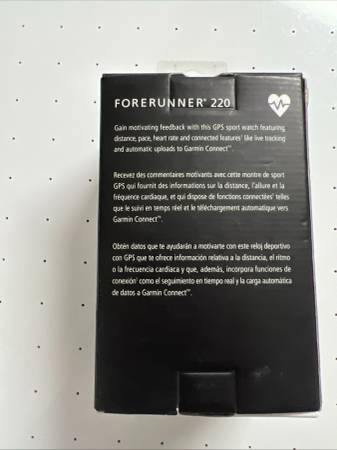 FORERUNNER® 220
Gain motivating feedback with this GPS sport watch featuring
distance, pace, heart rate and connected features¹ like live tracking
and automatic uploads to Garmin Connect™.
Recevez des commentaires motivants avec cette montre de sport
GPS qui fournit des informations sur la distance, l'allure et la
fréquence cardiaque, et qui dispose de fonctions connectées¹ telles
que le suivi en temps réel et le téléchargement automatique vers
Garmin Connect™.
Obtén datos que te ayudarán a motivarte con este reloj deportivo
con GPS que te ofrece información relativa a la distancia, el ritmo
o la frecuencia cardiaca y que, además, incorpora funciones de
conexión¹ como el seguimiento en tiempo real y la carga automática
de datos a Garmin Connect™.